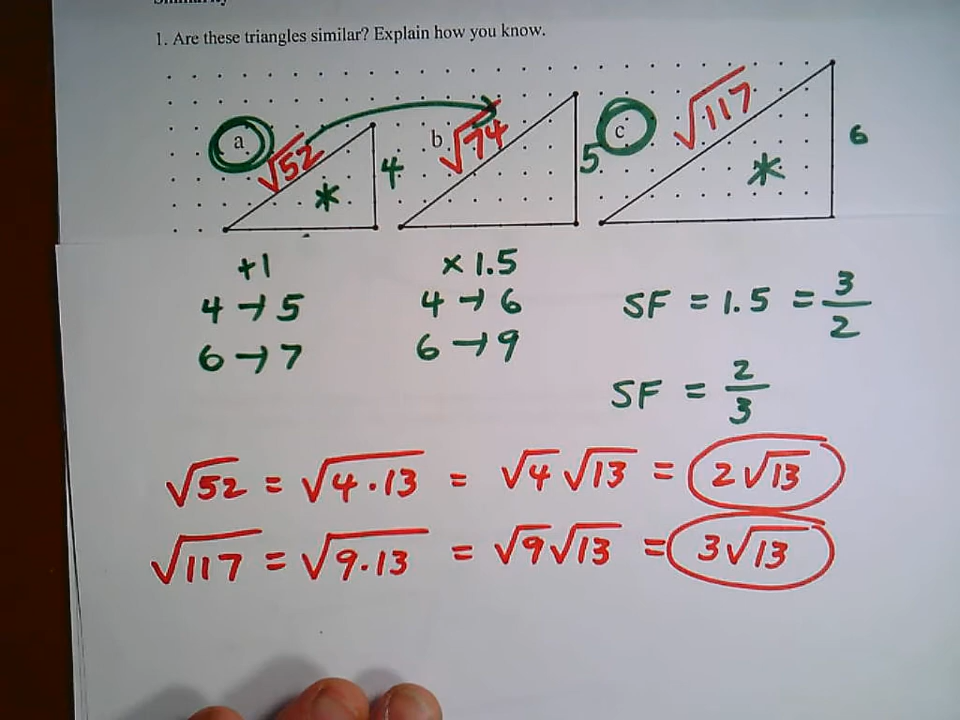 1. Are these triangles similar? Explain how you know.
a √52 4 b √74 5 c √117 6
*
*
+1
4 → 5
6 → 7
× 1.5
4 → 6
6 → 9
SF = 1.5 = 3/2
SF = 2/3
√52 = √4·13 = √4 √13 = 2√13
√117 = √9·13 = √9 √13 = 3√13